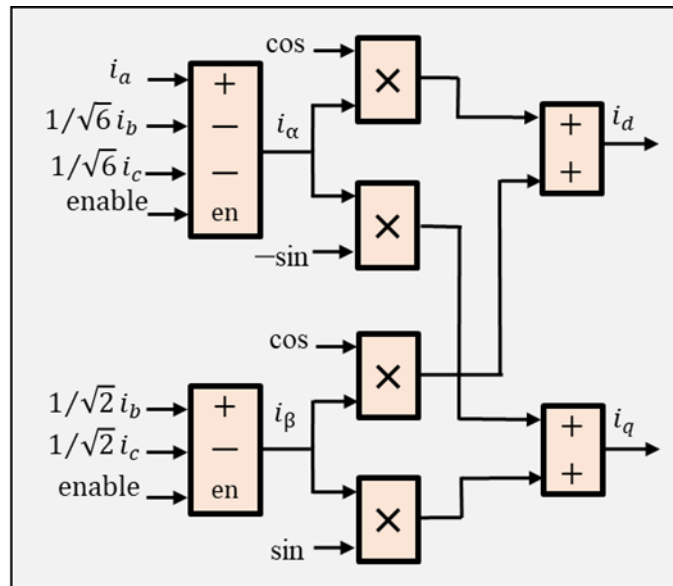 cos
i_a
+
×
1/√6 i_b
−
i_α
+
i_d
1/√6 i_c
−
+
enable
en
×
−sin
cos
×
1/√2 i_b
+
i_β
+
i_q
1/√2 i_c
−
+
enable
en
×
sin